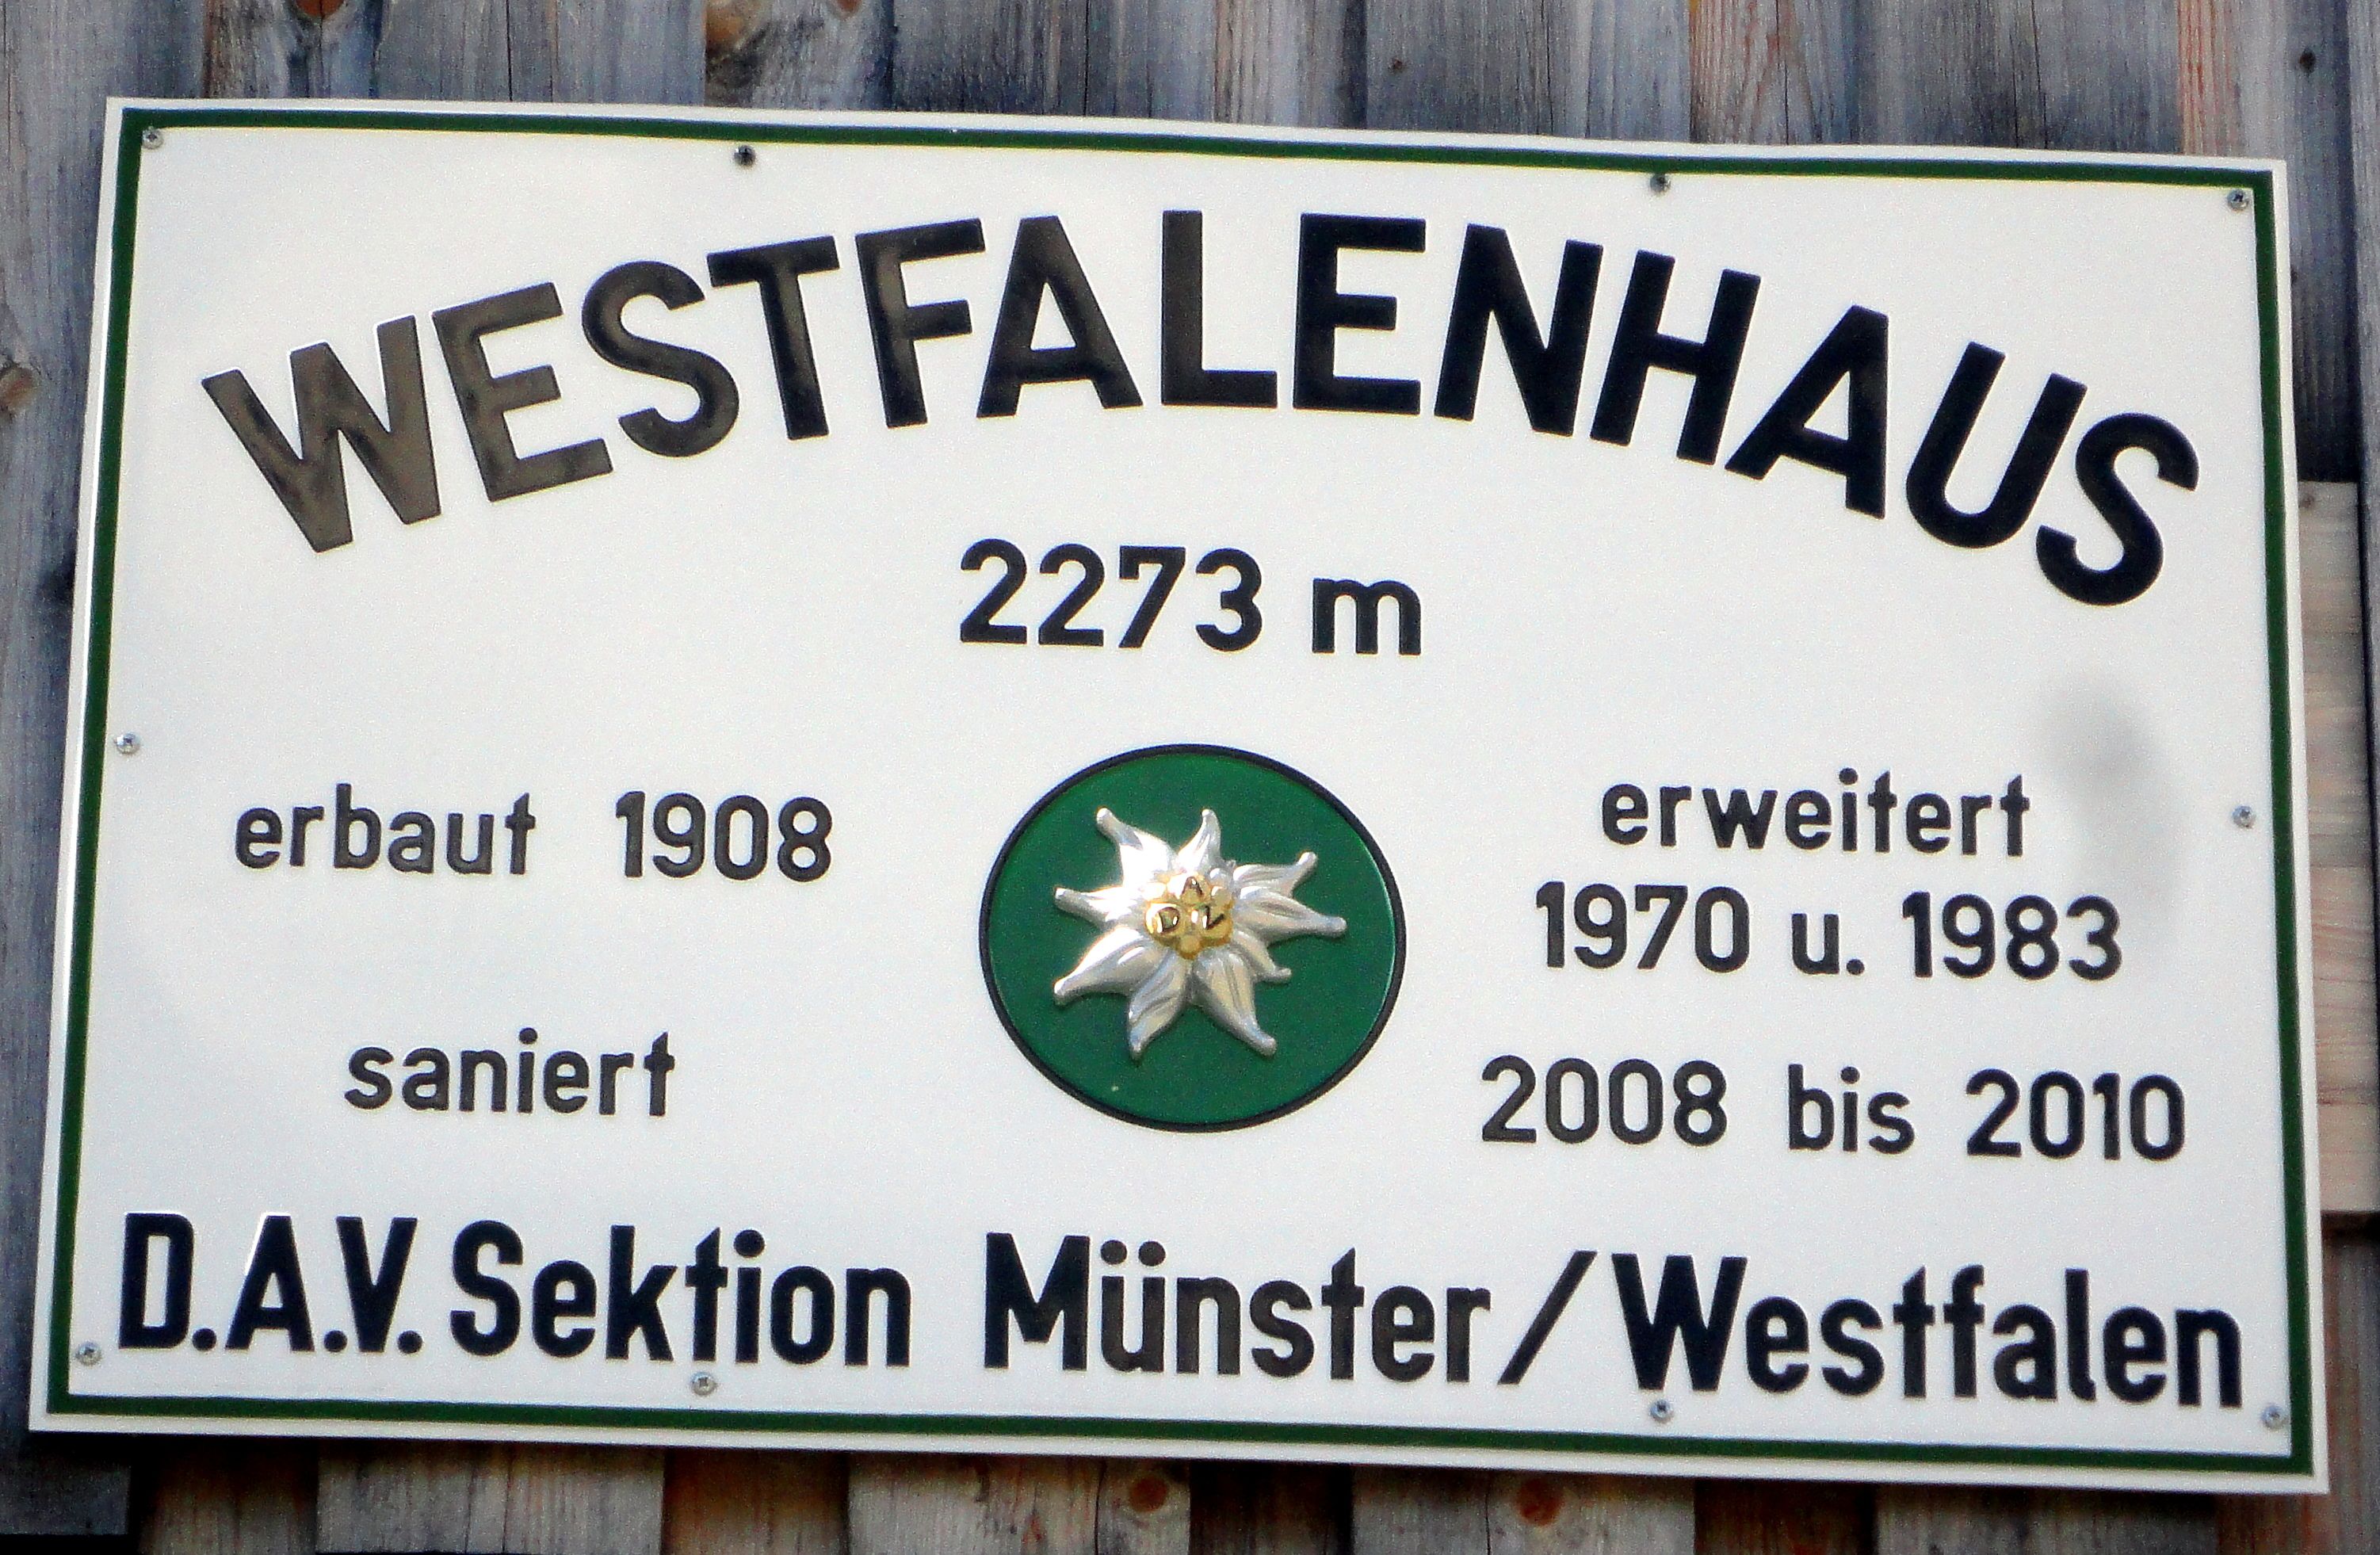 WESTFALENHAUS
2273 m
erbaut 1908
erweitert
1970 u. 1983
saniert
2008 bis 2010
A
D V
D.A.V. Sektion Münster/Westfalen